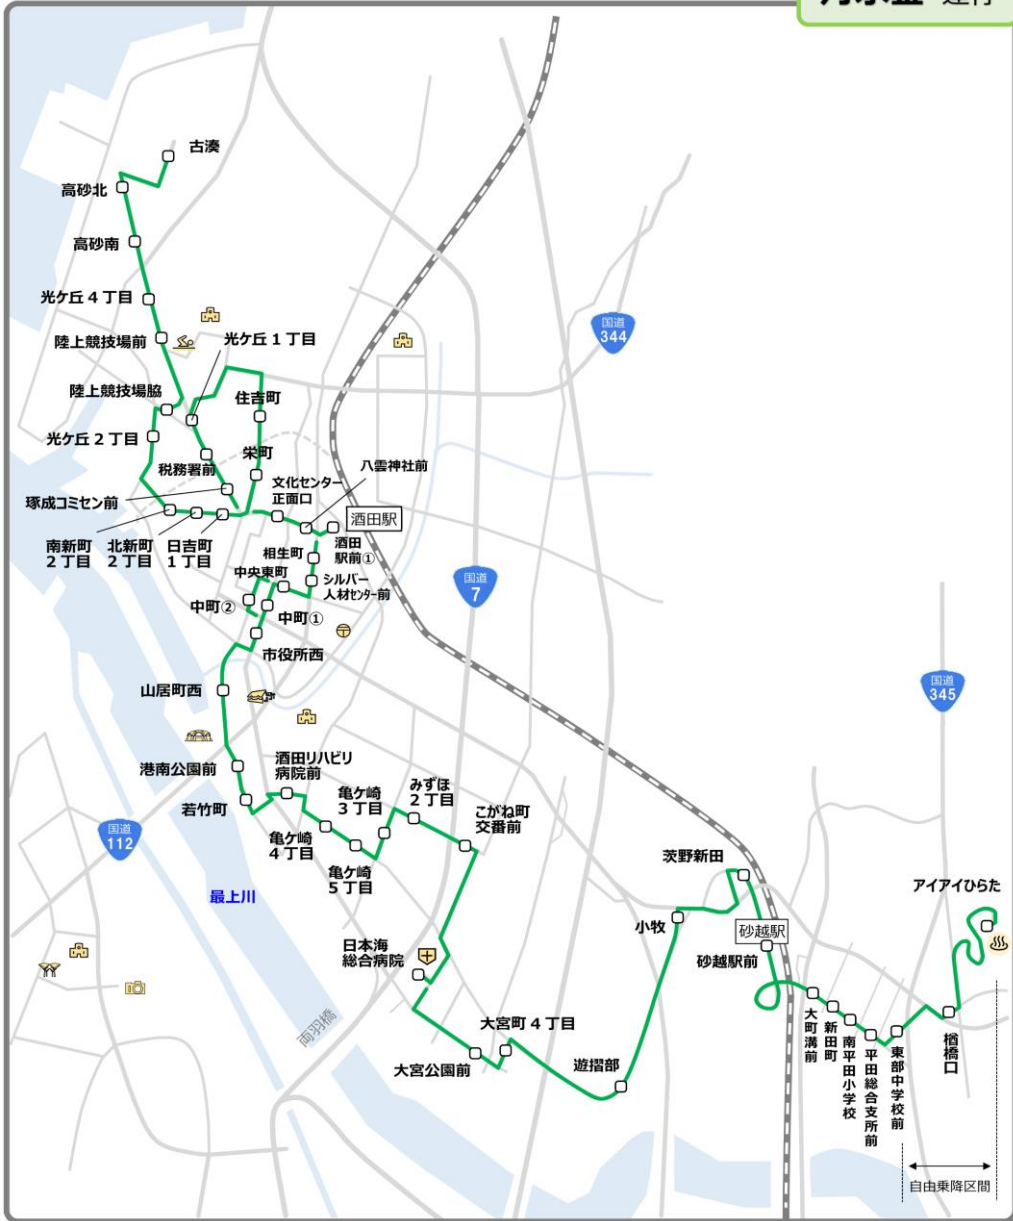 月水金 運行
古湊
高砂北
高砂南
光ケ丘４丁目
陸上競技場前
光ケ丘１丁目
国道
344
陸上競技場脇
住吉町
光ケ丘２丁目
税務署前
栄町
八雲神社前
文化センター
正面口
琢成コミセン前
酒田駅
南新町
２丁目
北新町
２丁目
日吉町
１丁目
酒田
駅前①
相生町
中央東町
シルバー
人材センター前
国道
7
中町②
中町①
市役所西
山居町西
国道
345
港南公園前
酒田リハビリ
病院前
若竹町
亀ケ崎
３丁目
みずほ
２丁目
こがね町
交番前
国道
112
亀ケ崎
４丁目
亀ケ崎
５丁目
茨野新田
アイアイひらた
最上川
小牧
砂越駅
砂越駅前
日本海
総合病院
両羽橋
大宮町４丁目
大宮公園前
遊摺部
大町溝前
新田町
南平田小学校
平田総合支所前
東部中学校前
楢橋口
自由乗降区間